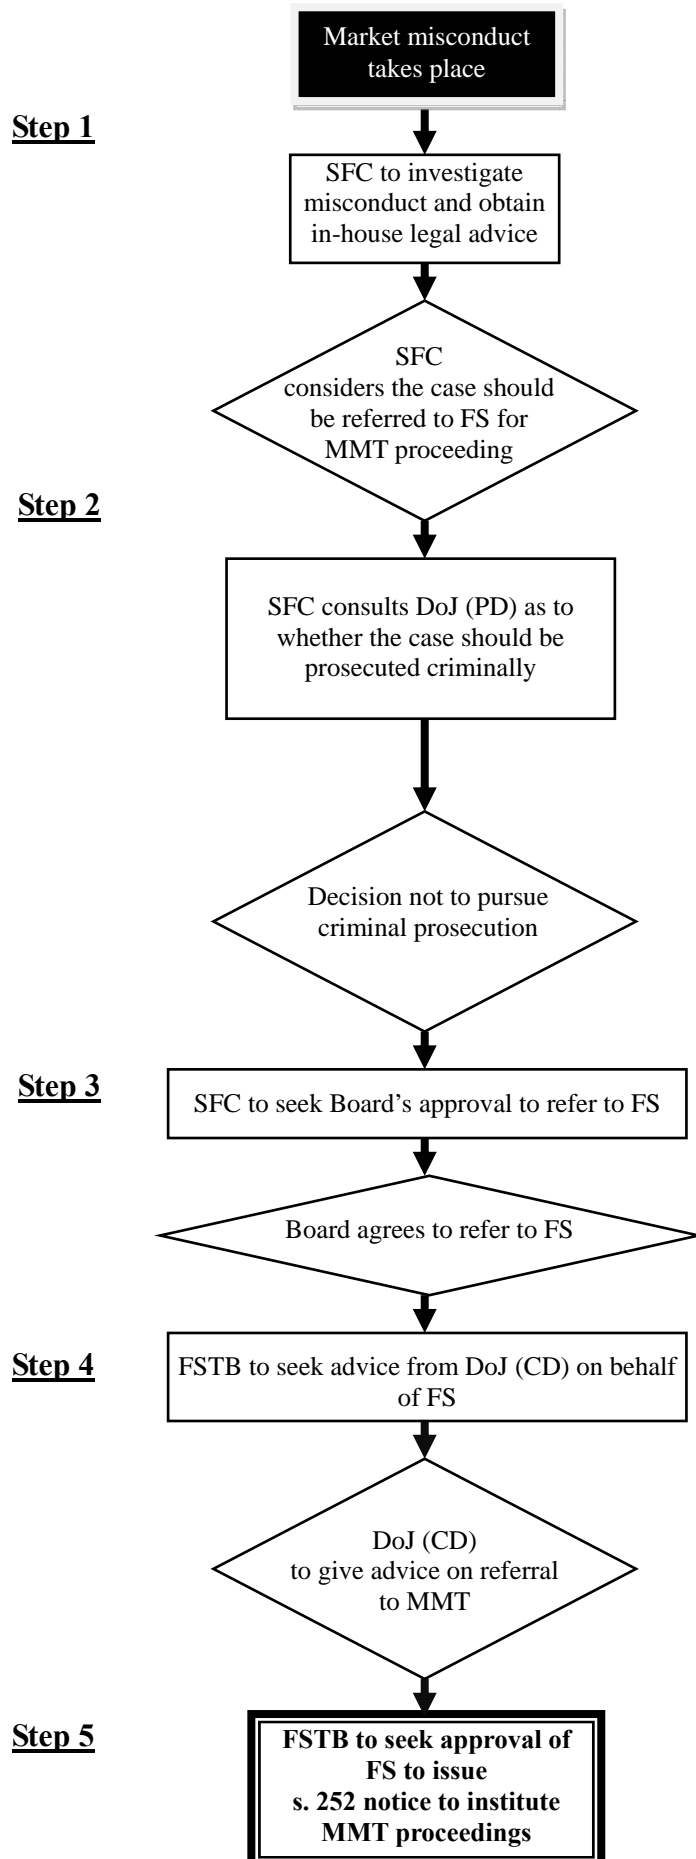 Market misconduct
takes place
Step 1
SFC to investigate
misconduct and obtain
in-house legal advice
SFC
considers the case should
be referred to FS for
MMT proceeding
Step 2
SFC consults DoJ (PD) as to
whether the case should be
prosecuted criminally
Decision not to pursue
criminal prosecution
Step 3
SFC to seek Board's approval to refer to FS
Board agrees to refer to FS
Step 4
FSTB to seek advice from DoJ (CD) on behalf
of FS
DoJ (CD)
to give advice on referral
to MMT
Step 5
FSTB to seek approval of
FS to issue
s. 252 notice to institute
MMT proceedings